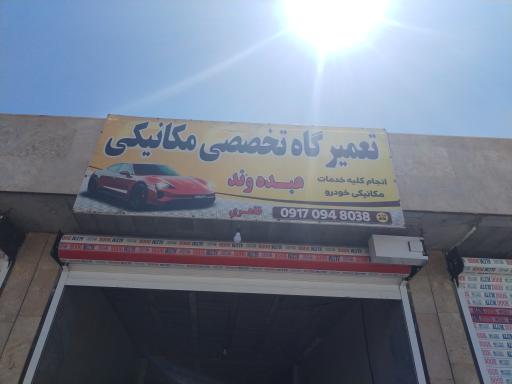 تعمیرگاه تخصصی مکانیکی
عبده وند
انجام کلیه خدمات
مکانیکی خودرو
0917 094 8038